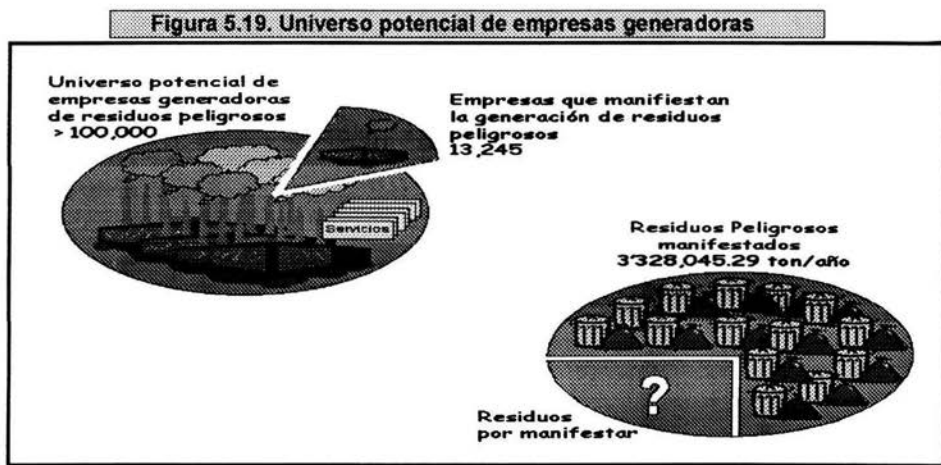 Figura 5.19. Universo potencial de empresas generadoras
Universo potencial de
empresas generadoras
de residuos peligrosos
> 100,000
Empresas que manifiestan
la generación de residuos
peligrosos
13,245
Servicios
Residuos Peligrosos
manifestados
3'328,045.29 ton/año
?
Residuos
por manifestar